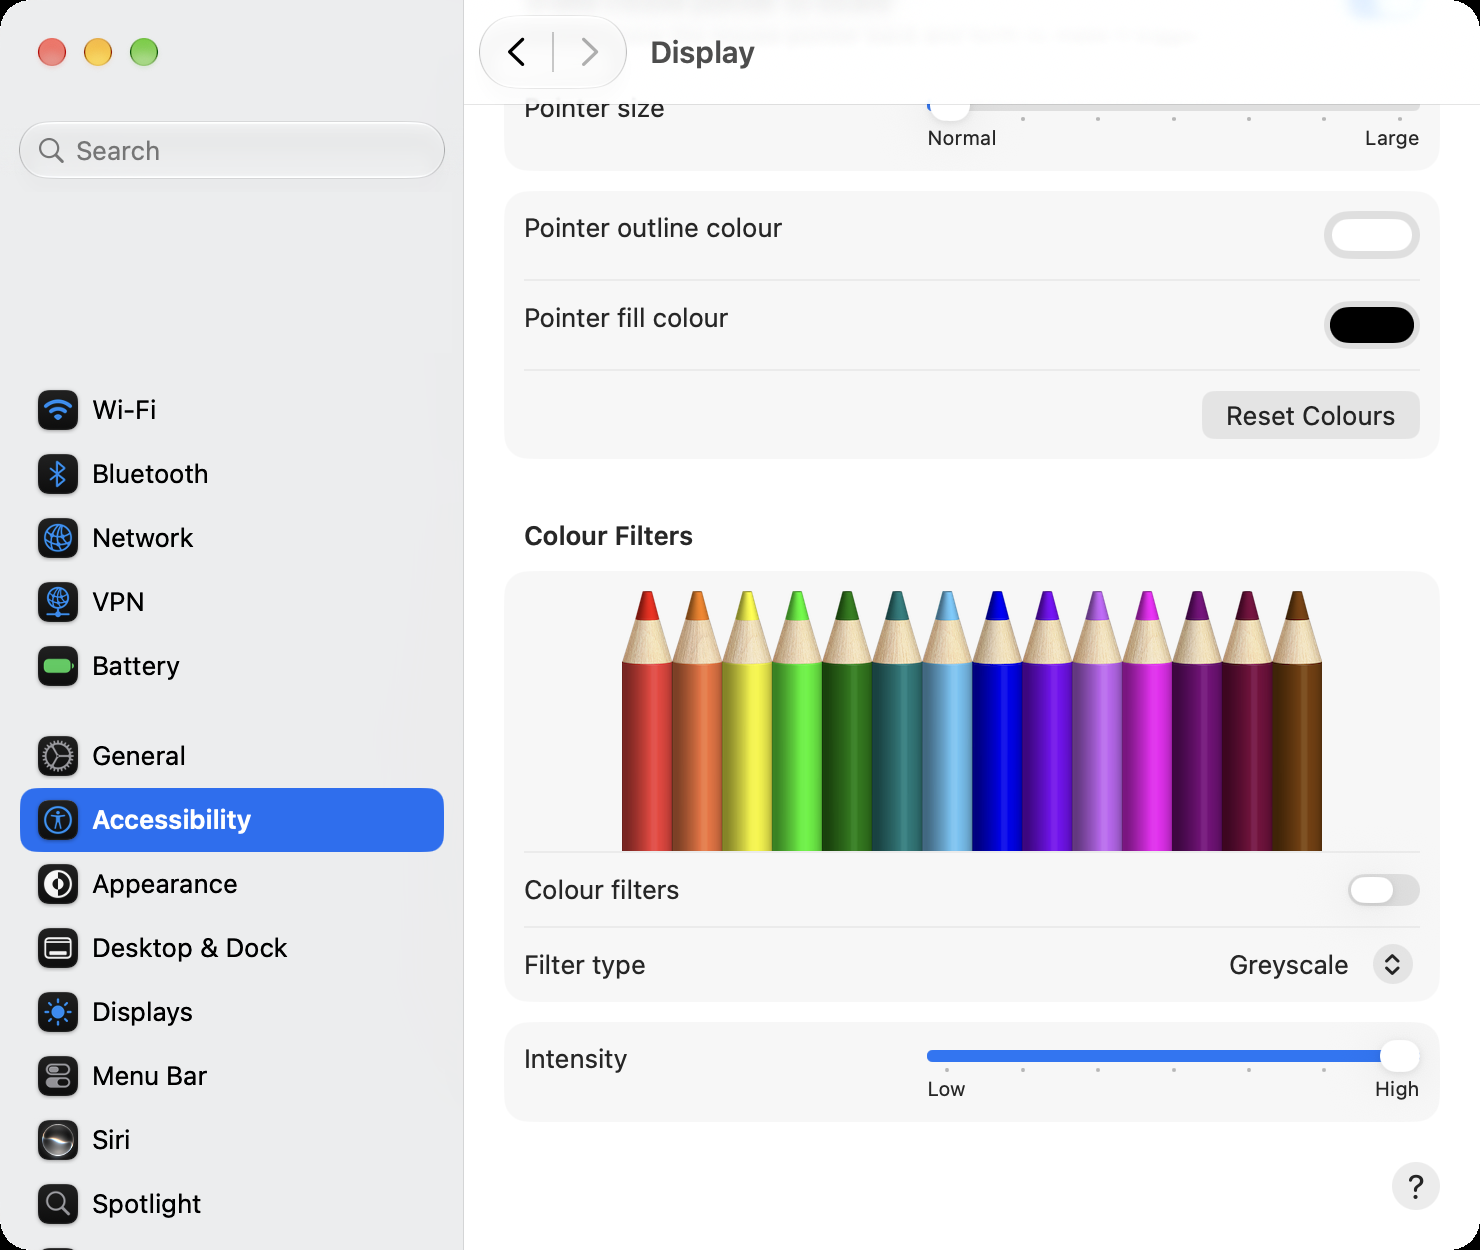 Search
Wi-Fi
Bluetooth
Network
VPN
Battery
General
Accessibility
Appearance
Desktop & Dock
Displays
Menu Bar
Siri
Spotlight
Display
Pointer size
Normal
Large
Pointer outline colour
Pointer fill colour
Reset Colours
Colour Filters
Colour filters
Filter type
Greyscale
Intensity
Low
High
?